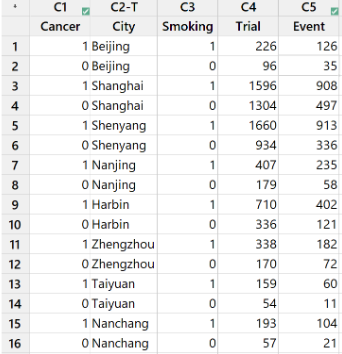 C1 C2-T C3 C4 C5
Cancer City Smoking Trial Event
1 1 Beijing 1 226 126
2 0 Beijing 0 96 35
3 1 Shanghai 1 1596 908
4 0 Shanghai 0 1304 497
5 1 Shenyang 1 1660 913
6 0 Shenyang 0 934 336
7 1 Nanjing 1 407 235
8 0 Nanjing 0 179 58
9 1 Harbin 1 710 402
10 0 Harbin 0 336 121
11 1 Zhengzhou 1 338 182
12 0 Zhengzhou 0 170 72
13 1 Taiyuan 1 159 60
14 0 Taiyuan 0 54 11
15 1 Nanchang 1 193 104
16 0 Nanchang 0 57 21